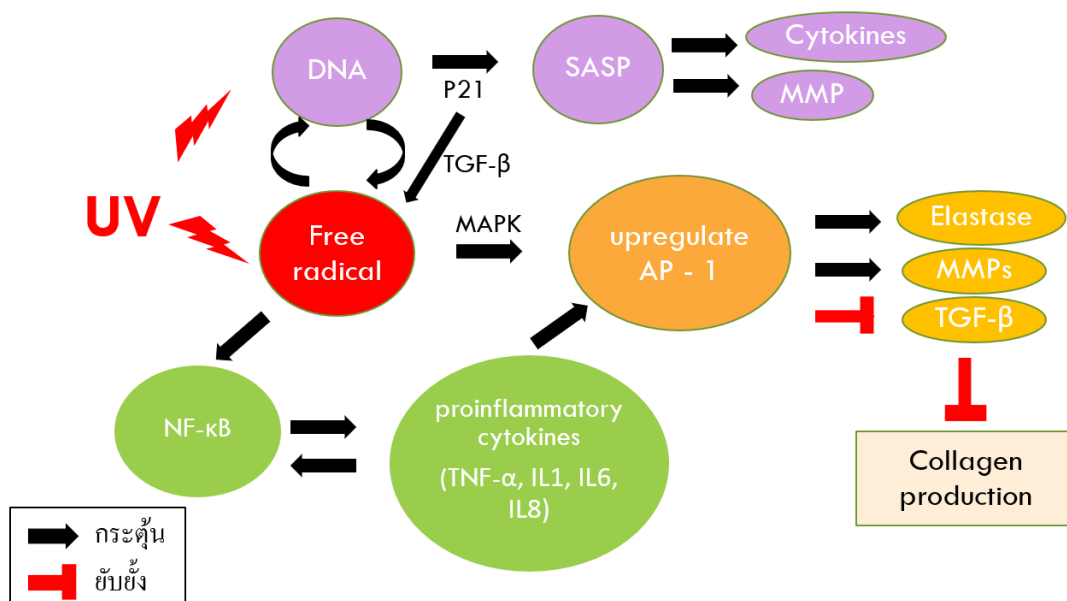 DNA
P21
SASP
Cytokines
MMP
TGF-β
UV
Free
radical
MAPK
upregulate
AP - 1
Elastase
MMPs
TGF-β
NF-κB
proinflammatory
cytokines
(TNF-α, IL1, IL6,
IL8)
Collagen
production
กระตุ้น
ยับยั้ง